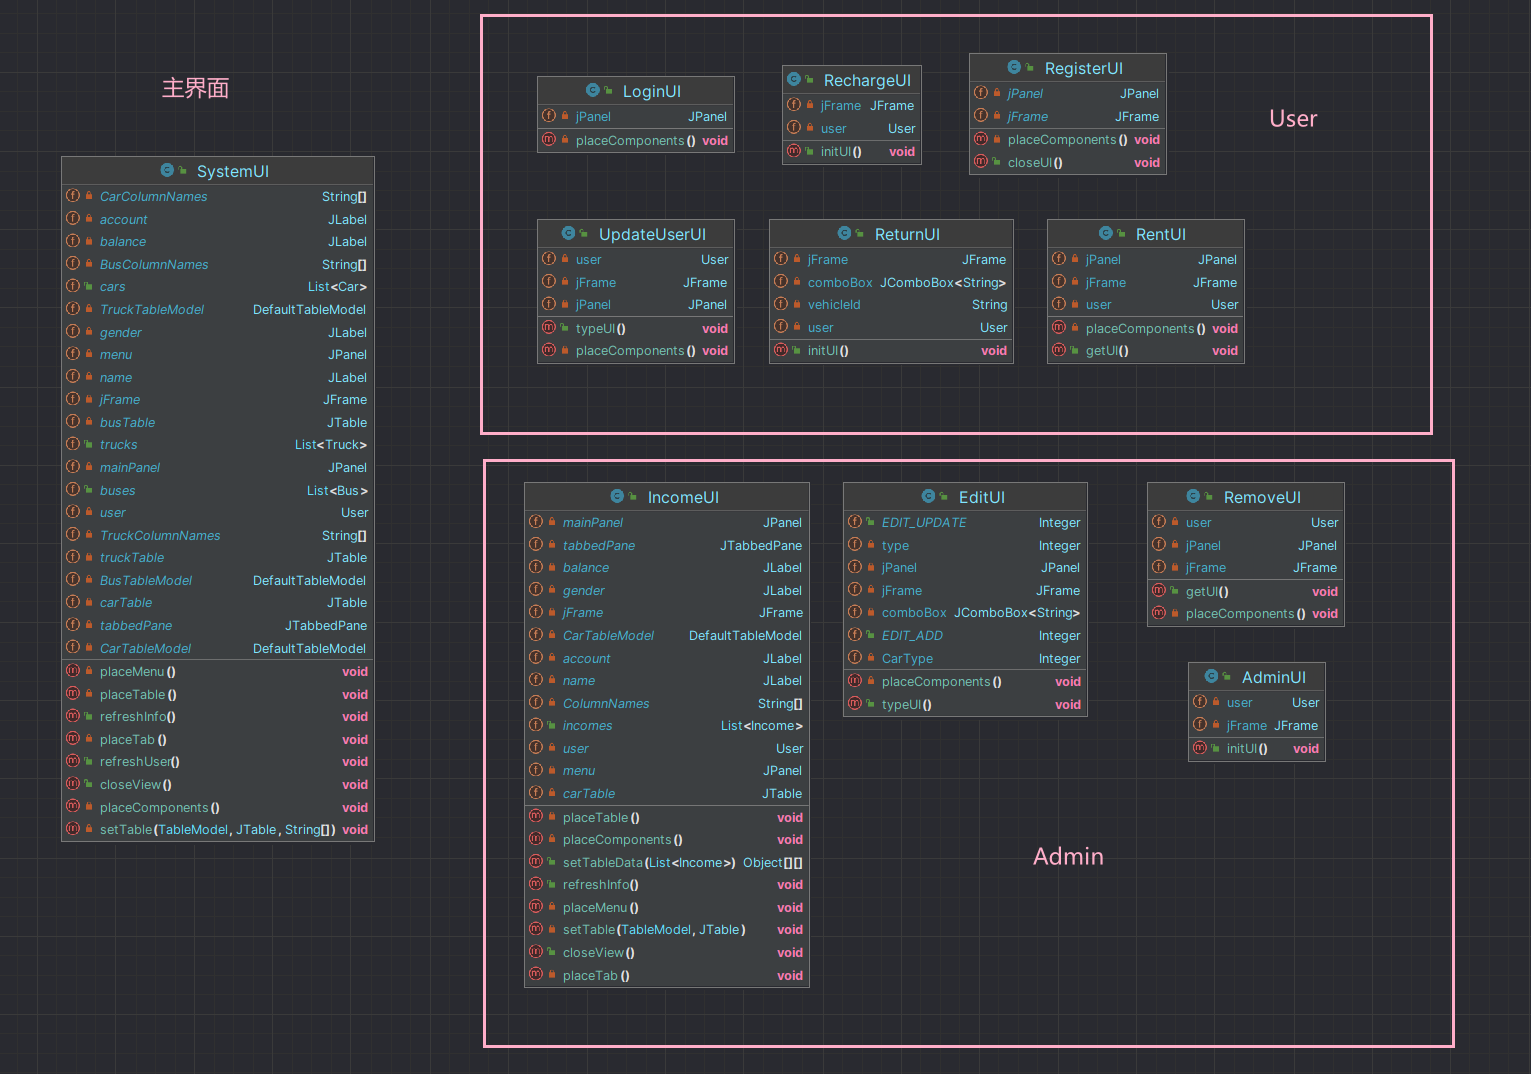 主界面
SystemUI
CarColumnNames String[]
account JLabel
balance JLabel
BusColumnNames String[]
cars List<Car>
TruckTableModel DefaultTableModel
gender JLabel
menu JPanel
name JLabel
jFrame JFrame
busTable JTable
trucks List<Truck>
mainPanel JPanel
buses List<Bus>
user User
TruckColumnNames String[]
truckTable JTable
BusTableModel DefaultTableModel
carTable JTable
tabbedPane JTabbedPane
CarTableModel DefaultTableModel
placeMenu() void
placeTable() void
refreshInfo() void
placeTab() void
refreshUser() void
closeView() void
placeComponents() void
setTable(TableModel, JTable, String[]) void
User
LoginUI
jPanel JPanel
placeComponents() void
RechargeUI
jFrame JFrame
user User
initUI() void
RegisterUI
jPanel JPanel
jFrame JFrame
placeComponents() void
closeUI() void
UpdateUserUI
user User
jFrame JFrame
jPanel JPanel
typeUI() void
placeComponents() void
ReturnUI
jFrame JFrame
comboBox JComboBox<String>
vehicleId String
user User
initUI() void
RentUI
jPanel JPanel
jFrame JFrame
user User
placeComponents() void
getUI() void
IncomeUI
mainPanel JPanel
tabbedPane JTabbedPane
balance JLabel
gender JLabel
jFrame JFrame
CarTableModel DefaultTableModel
account JLabel
name JLabel
ColumnNames String[]
incomes List<Income>
user User
menu JPanel
carTable JTable
placeTable() void
placeComponents() void
setTableData(List<Income>) Object[][]
refreshInfo() void
placeMenu() void
setTable(TableModel, JTable) void
closeView() void
placeTab() void
EditUI
EDIT_UPDATE Integer
type Integer
jPanel JPanel
jFrame JFrame
comboBox JComboBox<String>
EDIT_ADD Integer
CarType Integer
placeComponents() void
typeUI() void
RemoveUI
user User
jPanel JPanel
jFrame JFrame
getUI() void
placeComponents() void
AdminUI
user User
jFrame JFrame
initUI() void
Admin